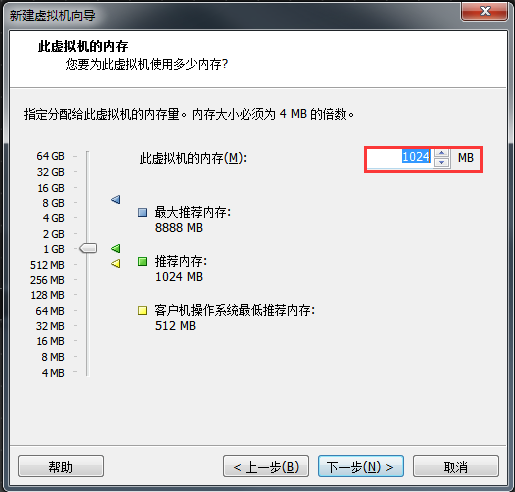 新建虚拟机向导
此虚拟机的内存
您要为此虚拟机使用多少内存?
指定分配给此虚拟机的内存量。内存大小必须为 4 MB 的倍数。
64 GB
32 GB
16 GB
8 GB
4 GB
2 GB
1 GB
512 MB
256 MB
128 MB
64 MB
32 MB
16 MB
8 MB
4 MB
此虚拟机的内存(M): 1024 MB
最大推荐内存:
8888 MB
推荐内存:
1024 MB
客户机操作系统最低推荐内存:
512 MB
帮助 < 上一步(B) 下一步(N) > 取消